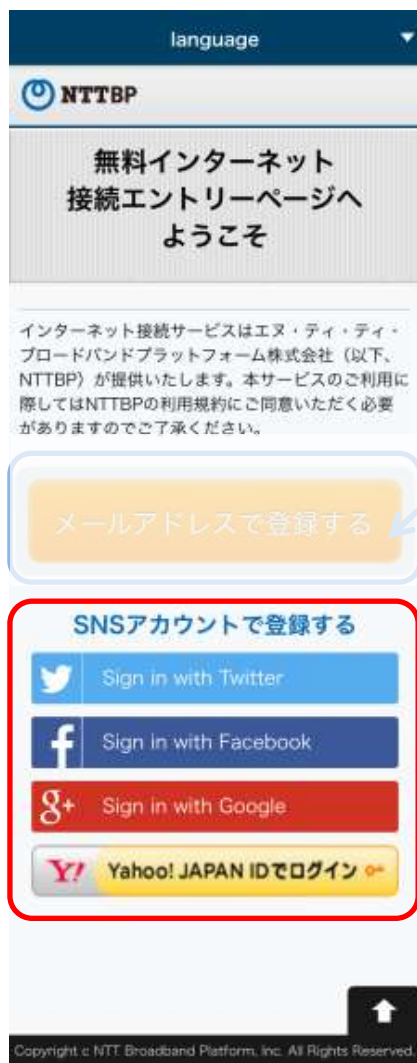 language
NTTBP
無料インターネット
接続エントリーページへ
ようこそ
インターネット接続サービスはエヌ・ティ・ティ・
ブロードバンドプラットフォーム株式会社（以下、
NTTBP）が提供いたします。本サービスのご利用に
際してはNTTBPの利用規約にご同意いただく必要
がありますのでご了承ください。
メールアドレスで登録する
SNSアカウントで登録する
Sign in with Twitter
f Sign in with Facebook
g+ Sign in with Google
Y! Yahoo! JAPAN IDでログイン
Copyright c NTT Broadband Platform, Inc. All Rights Reserved